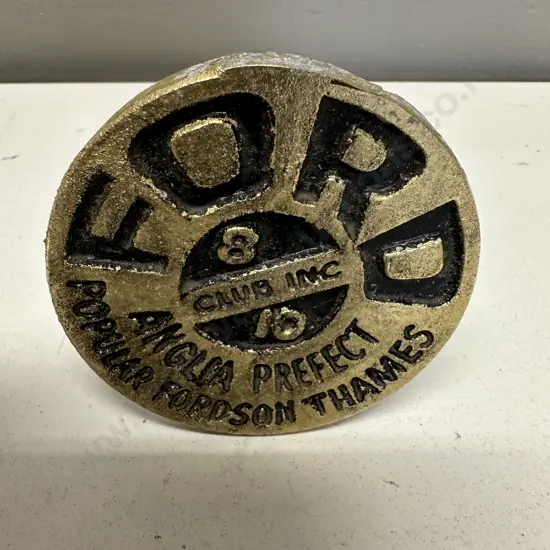 FORD
8
CLUB INC
10
ANGLIA PREFECT
POPULAR FORDSON THAMES